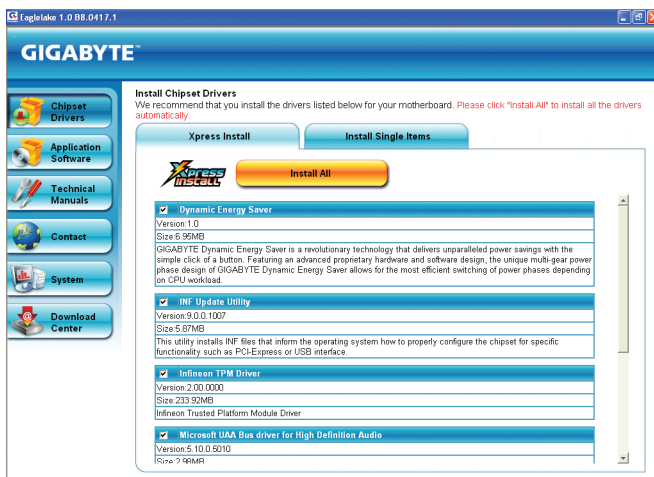 Eaglelake 1.0 B8.0417.1
GIGABYTE™
Chipset
Drivers
Application
Software
Technical
Manuals
Contact
System
Download
Center
Install Chipset Drivers
We recommend that you install the drivers listed below for your motherboard. Please click "Install All" to install all the drivers
automatically.
Xpress Install
Install Single Items
Xpress
INSTALL
Install All
Dynamic Energy Saver
Version:1.0
Size:6.95MB
GIGABYTE Dynamic Energy Saver is a revolutionary technology that delivers unparalleled power savings with the
simple click of a button. Featuring an advanced proprietary hardware and software design, the unique multi-gear power
phase design of GIGABYTE Dynamic Energy Saver allows for the most efficient switching of power phases depending
on CPU workload.
INF Update Utility
Version:9.0.0.1007
Size:5.87MB
This utility installs INF files that inform the operating system how to properly configure the chipset for specific
functionality such as PCI-Express or USB interface.
Infineon TPM Driver
Version:2.00.0000
Size:233.92MB
Infineon Trusted Platform Module Driver
Microsoft UAA Bus driver for High Definition Audio
Version:5.10.0.5010
Size:2.98MB